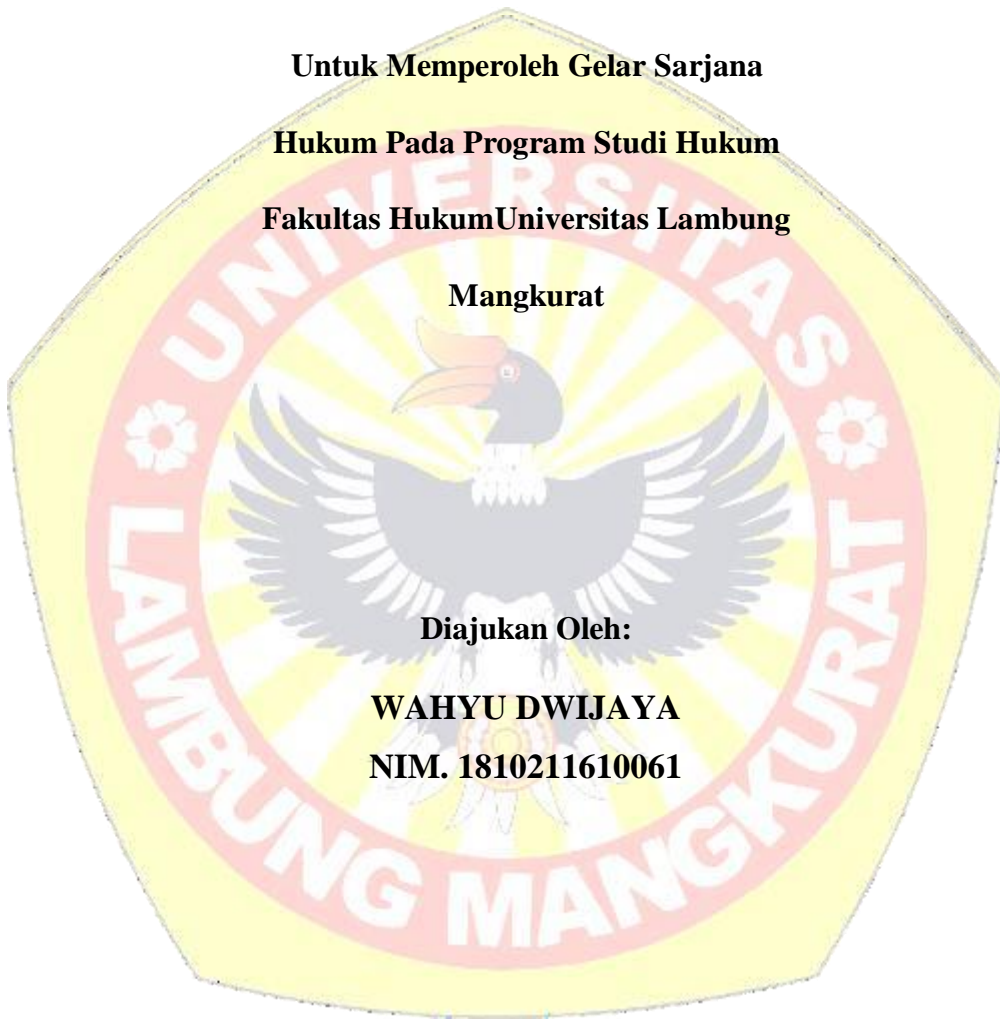 Untuk Memperoleh Gelar Sarjana
Hukum Pada Program Studi Hukum
Fakultas HukumUniversitas Lambung
Mangkurat
UNIVERSITAS
LAMBUNG MANGKURAT
Diajukan Oleh:
WAHYU DWIJAYA
NIM. 1810211610061